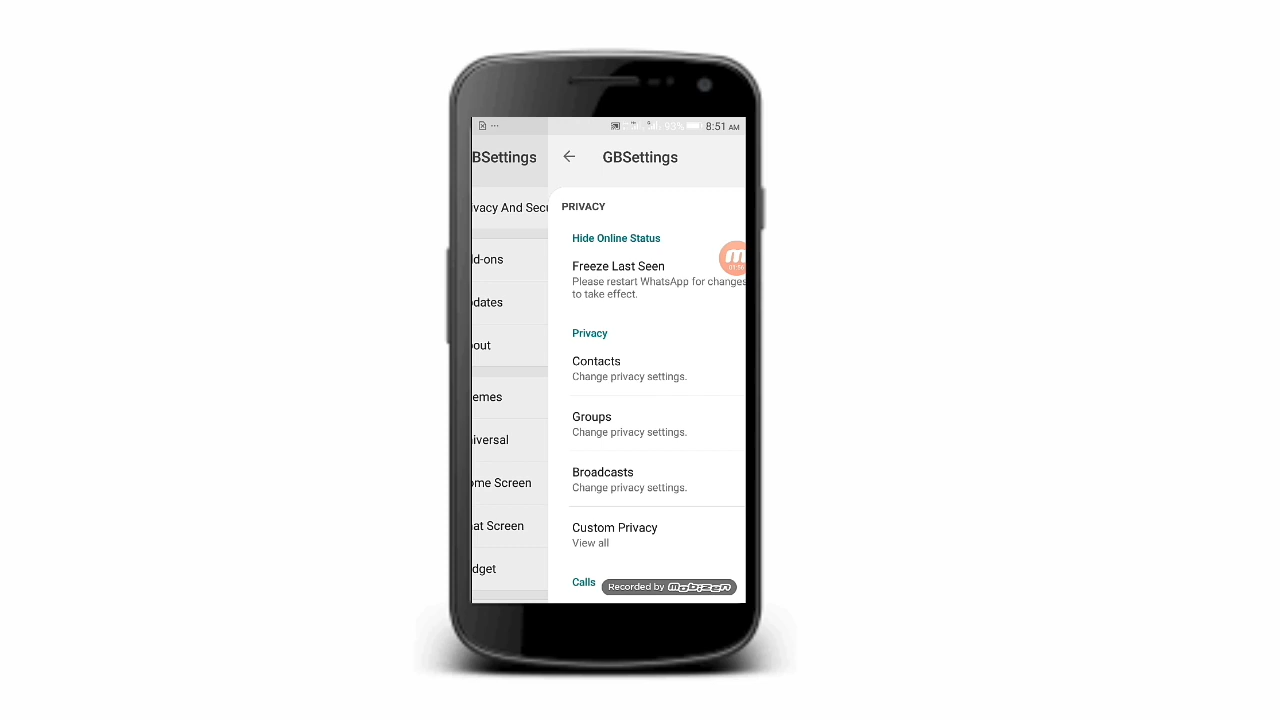 93% 8:51 AM
BSettings
GBSettings
vacy And Secu
PRIVACY
Hide Online Status
d-ons
Freeze Last Seen
Please restart WhatsApp for changes
to take effect.
dates
Privacy
out
Contacts
Change privacy settings.
emes
Groups
Change privacy settings.
iversal
Broadcasts
Change privacy settings.
me Screen
Custom Privacy
View all
at Screen
dget
Calls
Recorded by mobizen